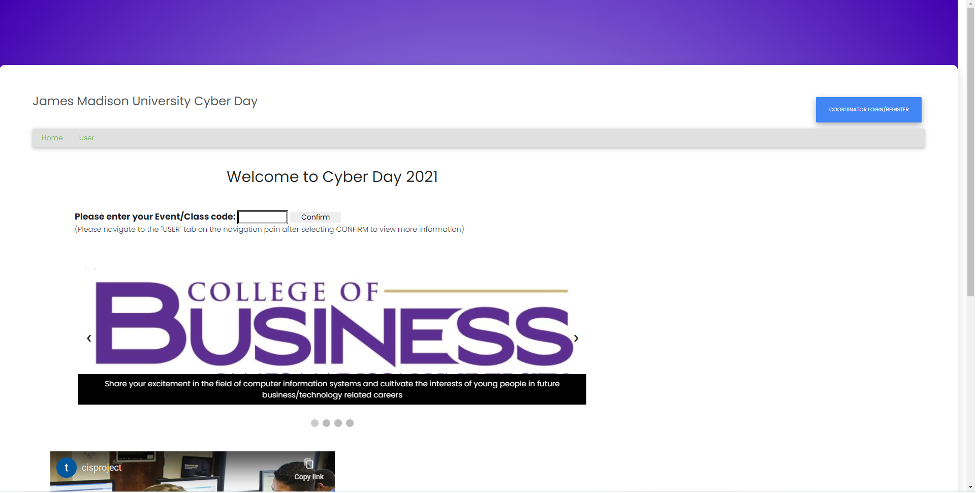 James Madison University Cyber Day
COORDINATOR LOGIN/REGISTER
Home User
Welcome to Cyber Day 2021
Please enter your Event/Class code: Confirm
(Please navigate to the "USER" tab on the navigation pain after selecting CONFIRM to view more information)
COLLEGE OF
BUSINESS
❮ ❯
Share your excitement in the field of computer information systems and cultivate the interests of young people in future
business/technology related careers
t cisproject
Copy link